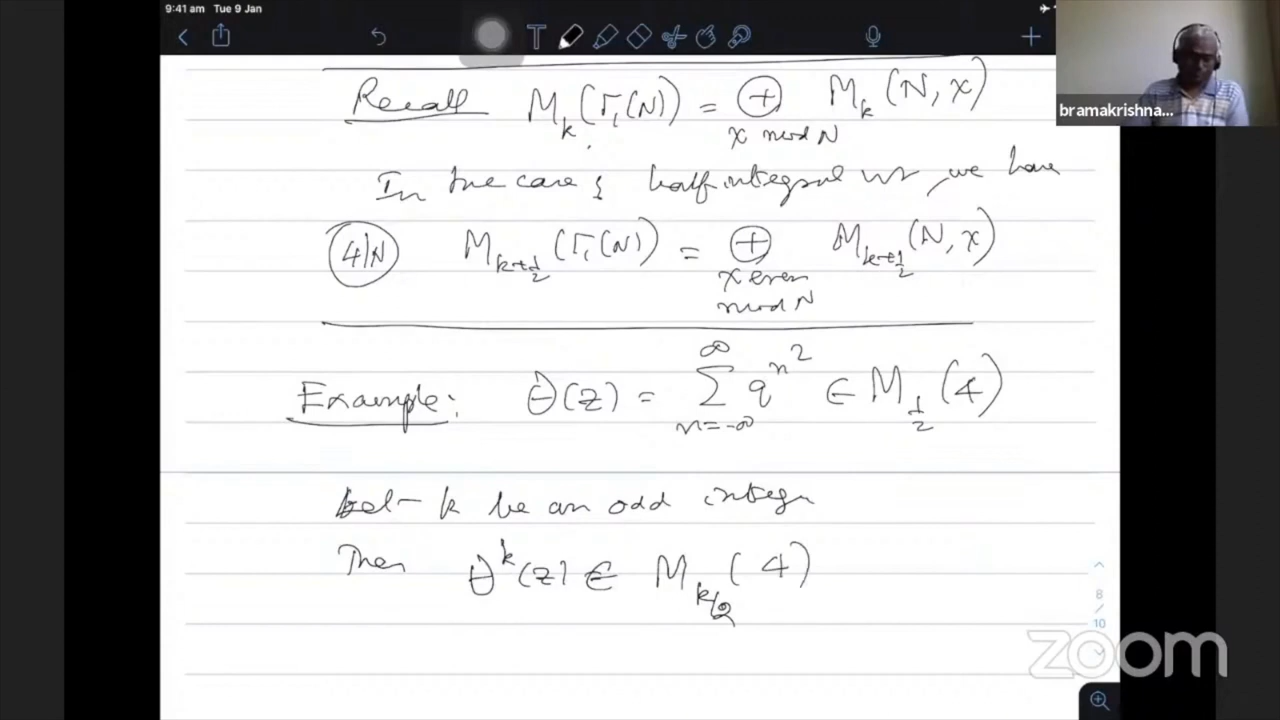 9:41 am Tue 9 Jan
bramakrishna...
Recall M_k(Γ_1(N)) = ⊕_{χ mod N} M_k(N, χ)
In the case of half integral wt, we have
4|N M_{k+1/2}(Γ_1(N)) = ⊕_{χ even mod N} M_{k+1/2}(N, χ)
Example: Θ(z) = Σ_{n=-∞}^{∞} q^{n^2} ∈ M_{1/2}(4)
Let k be an odd integer
Then Θ^k(z) ∈ M_{k/2}(4)
8
/
10
zoom